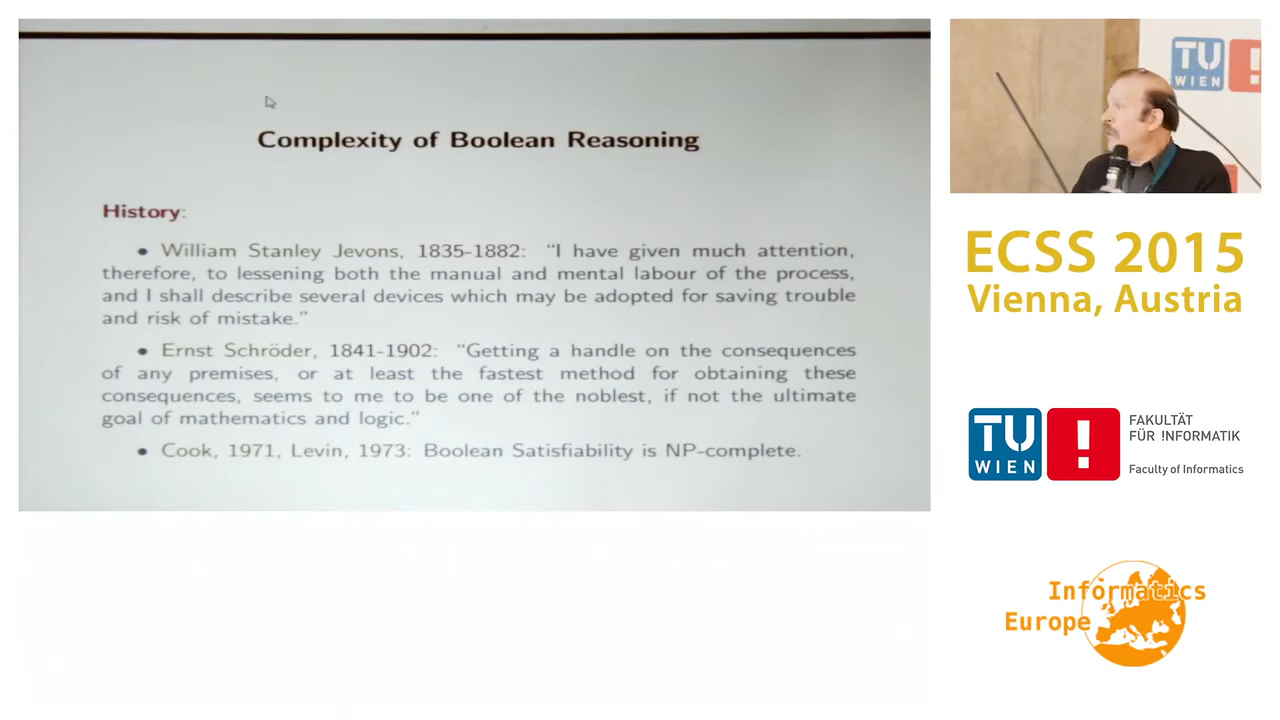 Complexity of Boolean Reasoning
History:
• William Stanley Jevons, 1835-1882: "I have given much attention,
therefore, to lessening both the manual and mental labour of the process,
and I shall describe several devices which may be adopted for saving trouble
and risk of mistake."
• Ernst Schröder, 1841-1902: "Getting a handle on the consequences
of any premises, or at least the fastest method for obtaining these
consequences, seems to me to be one of the noblest, if not the ultimate
goal of mathematics and logic."
• Cook, 1971, Levin, 1973: Boolean Satisfiability is NP-complete.
TU
WIEN
!
ECSS 2015
Vienna, Austria
TU
WIEN
!
FAKULTÄT
FÜR !NFORMATIK
Faculty of Informatics
Informatics
Europe